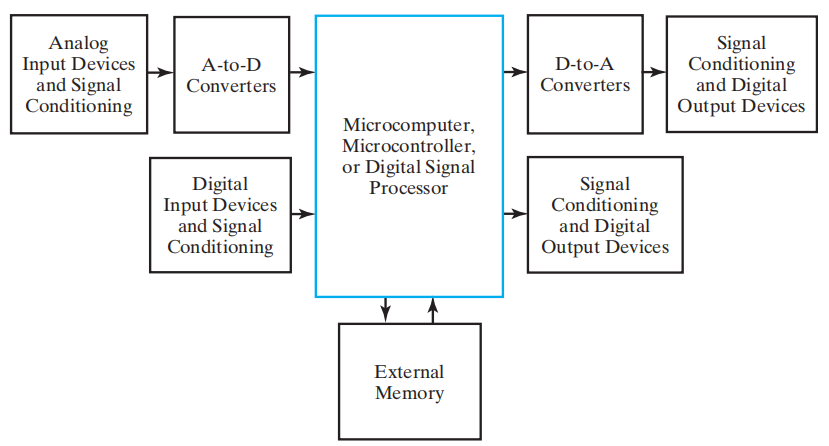 Analog
Input Devices
and Signal
Conditioning
A-to-D
Converters
Microcomputer,
Microcontroller,
or Digital Signal
Processor
D-to-A
Converters
Signal
Conditioning
and Digital
Output Devices
Digital
Input Devices
and Signal
Conditioning
Signal
Conditioning
and Digital
Output Devices
External
Memory